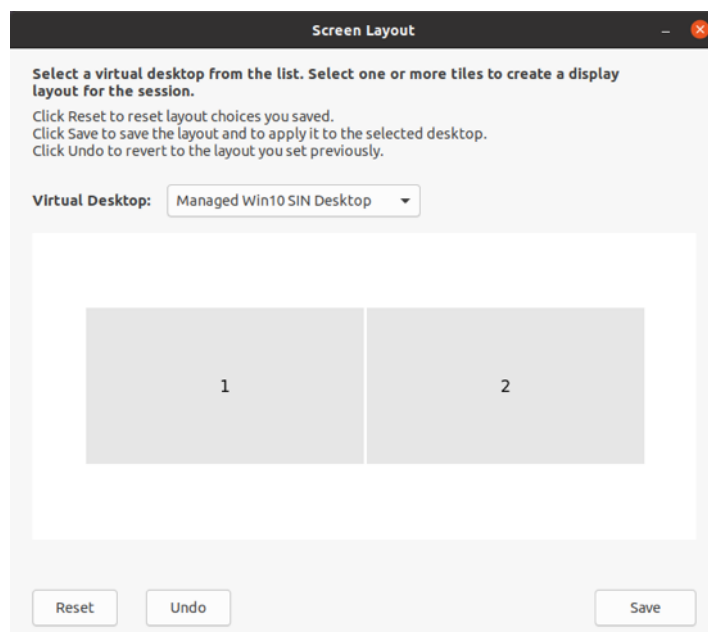 Screen Layout
Select a virtual desktop from the list. Select one or more tiles to create a display
layout for the session.
Click Reset to reset layout choices you saved.
Click Save to save the layout and to apply it to the selected desktop.
Click Undo to revert to the layout you set previously.
Virtual Desktop: Managed Win10 SIN Desktop
1 2
Reset Undo Save